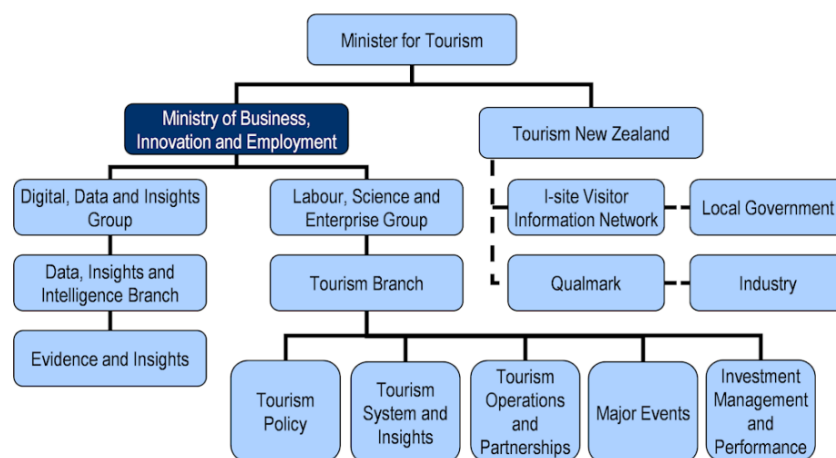 Minister for Tourism
Ministry of Business,
Innovation and Employment
Tourism New Zealand
Digital, Data and Insights
Group
Labour, Science and
Enterprise Group
I-site Visitor
Information Network
Local Government
Data, Insights and
Intelligence Branch
Tourism Branch
Qualmark
Industry
Evidence and Insights
Tourism
Policy
Tourism
System and
Insights
Tourism
Operations
and
Partnerships
Major Events
Investment
Management
and
Performance